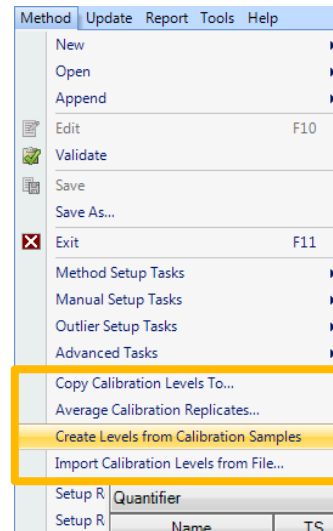 Method Update Report Tools Help
New
Open
Append
Edit F10
Validate
Save
Save As...
Exit F11
Method Setup Tasks
Manual Setup Tasks
Outlier Setup Tasks
Advanced Tasks
Copy Calibration Levels To...
Average Calibration Replicates...
Create Levels from Calibration Samples
Import Calibration Levels from File...
Setup R Quantifier
Setup R Name TS